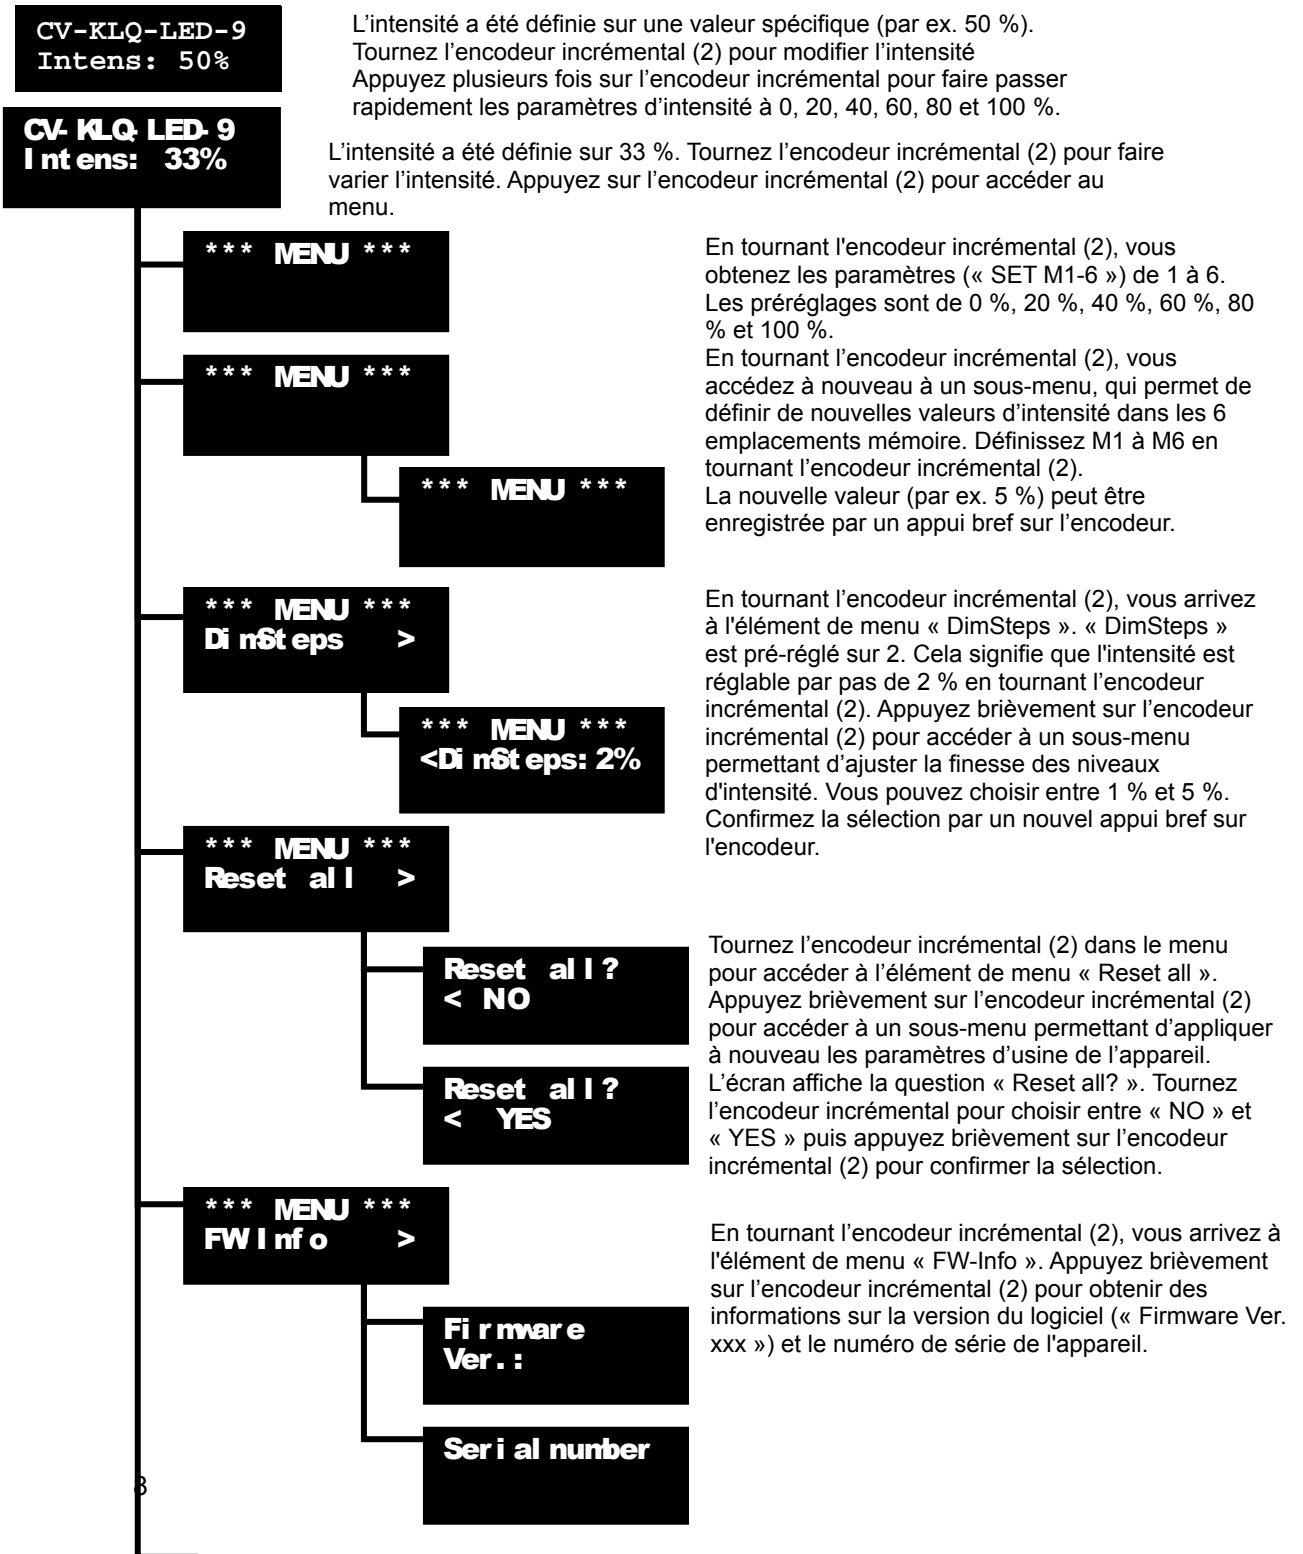 CV-KLQ-LED-9
Intens: 50%
L’intensité a été définie sur une valeur spécifique (par ex. 50 %).
Tournez l’encodeur incrémental (2) pour modifier l’intensité
Appuyez plusieurs fois sur l’encodeur incrémental pour faire passer
rapidement les paramètres d’intensité à 0, 20, 40, 60, 80 et 100 %.
CV-KLQ-LED-9
Intens: 33%
L’intensité a été définie sur 33 %. Tournez l’encodeur incrémental (2) pour faire
varier l’intensité. Appuyez sur l’encodeur incrémental (2) pour accéder au
menu.
*** MENU ***
En tournant l'encodeur incrémental (2), vous
obtenez les paramètres (« SET M1-6 ») de 1 à 6.
Les préréglages sont de 0 %, 20 %, 40 %, 60 %, 80
% et 100 %.
*** MENU ***
En tournant l’encodeur incrémental (2), vous
accédez à nouveau à un sous-menu, qui permet de
définir de nouvelles valeurs d’intensité dans les 6
emplacements mémoire. Définissez M1 à M6 en
tournant l’encodeur incrémental (2).
*** MENU ***
La nouvelle valeur (par ex. 5 %) peut être
enregistrée par un appui bref sur l’encodeur.
*** MENU ***
DimSteps >
En tournant l’encodeur incrémental (2), vous arrivez
à l'élément de menu « DimSteps ». « DimSteps »
est pré-réglé sur 2. Cela signifie que l'intensité est
réglable par pas de 2 % en tournant l’encodeur
incrémental (2). Appuyez brièvement sur l’encodeur
incrémental (2) pour accéder à un sous-menu
permettant d’ajuster la finesse des niveaux
d'intensité. Vous pouvez choisir entre 1 % et 5 %.
Confirmez la sélection par un nouvel appui bref sur
l'encodeur.
*** MENU ***
<DimSteps:2%
*** MENU ***
Reset all >
Reset all?
< NO
Reset all?
< YES
Tournez l’encodeur incrémental (2) dans le menu
pour accéder à l’élément de menu « Reset all ».
Appuyez brièvement sur l’encodeur incrémental (2)
pour accéder à un sous-menu permettant d’appliquer
à nouveau les paramètres d’usine de l’appareil.
L’écran affiche la question « Reset all? ». Tournez
l’encodeur incrémental pour choisir entre « NO » et
« YES » puis appuyez brièvement sur l’encodeur
incrémental (2) pour confirmer la sélection.
*** MENU ***
FW Info >
En tournant l’encodeur incrémental (2), vous arrivez à
l'élément de menu « FW-Info ». Appuyez brièvement
sur l’encodeur incrémental (2) pour obtenir des
informations sur la version du logiciel (« Firmware Ver.
xxx ») et le numéro de série de l'appareil.
Firmware
Ver.:
Serial number
8